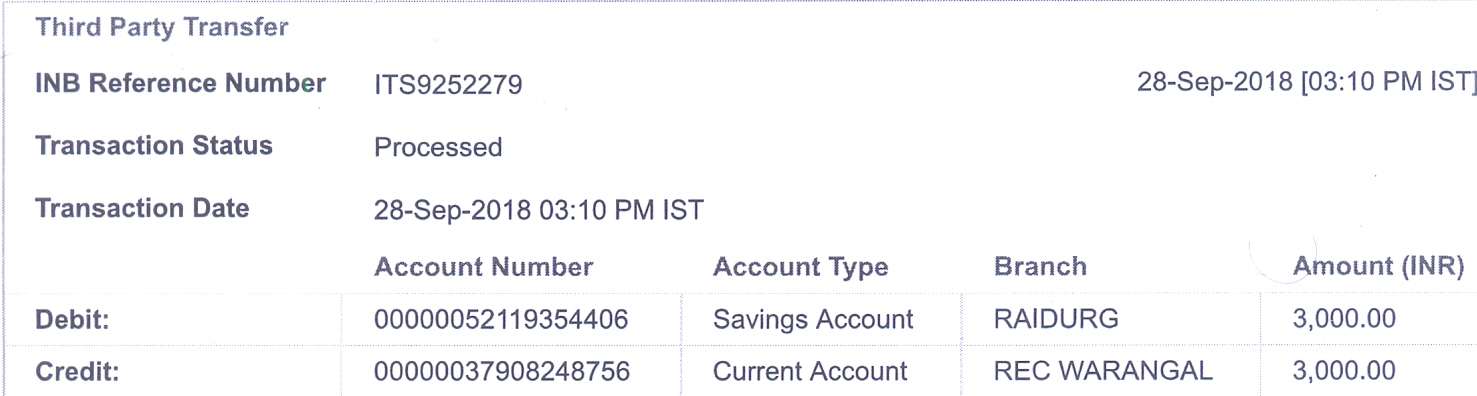 Third Party Transfer
INB Reference Number ITS9252279 28-Sep-2018 [03:10 PM IST]
Transaction Status Processed
Transaction Date 28-Sep-2018 03:10 PM IST
Account Number Account Type Branch Amount (INR)
Debit: 00000052119354406 Savings Account RAIDURG 3,000.00
Credit: 00000037908248756 Current Account REC WARANGAL 3,000.00